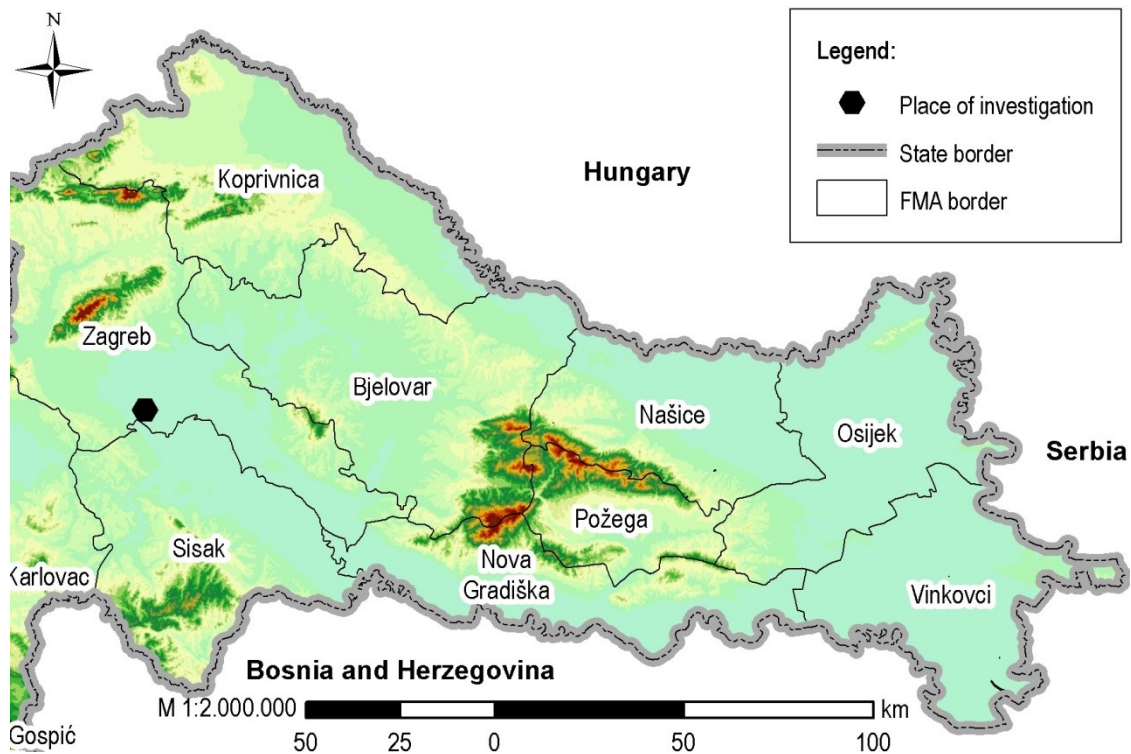 N
Legend:
Place of investigation
State border
FMA border
Hungary
Koprivnica
Zagreb
Bjelovar
Našice
Osijek
Serbia
Požega
Sisak
Nova
Gradiška
Karlovac
Vinkovci
Bosnia and Herzegovina
M 1:2.000.000
km
Gospić
50 25 0 50 100